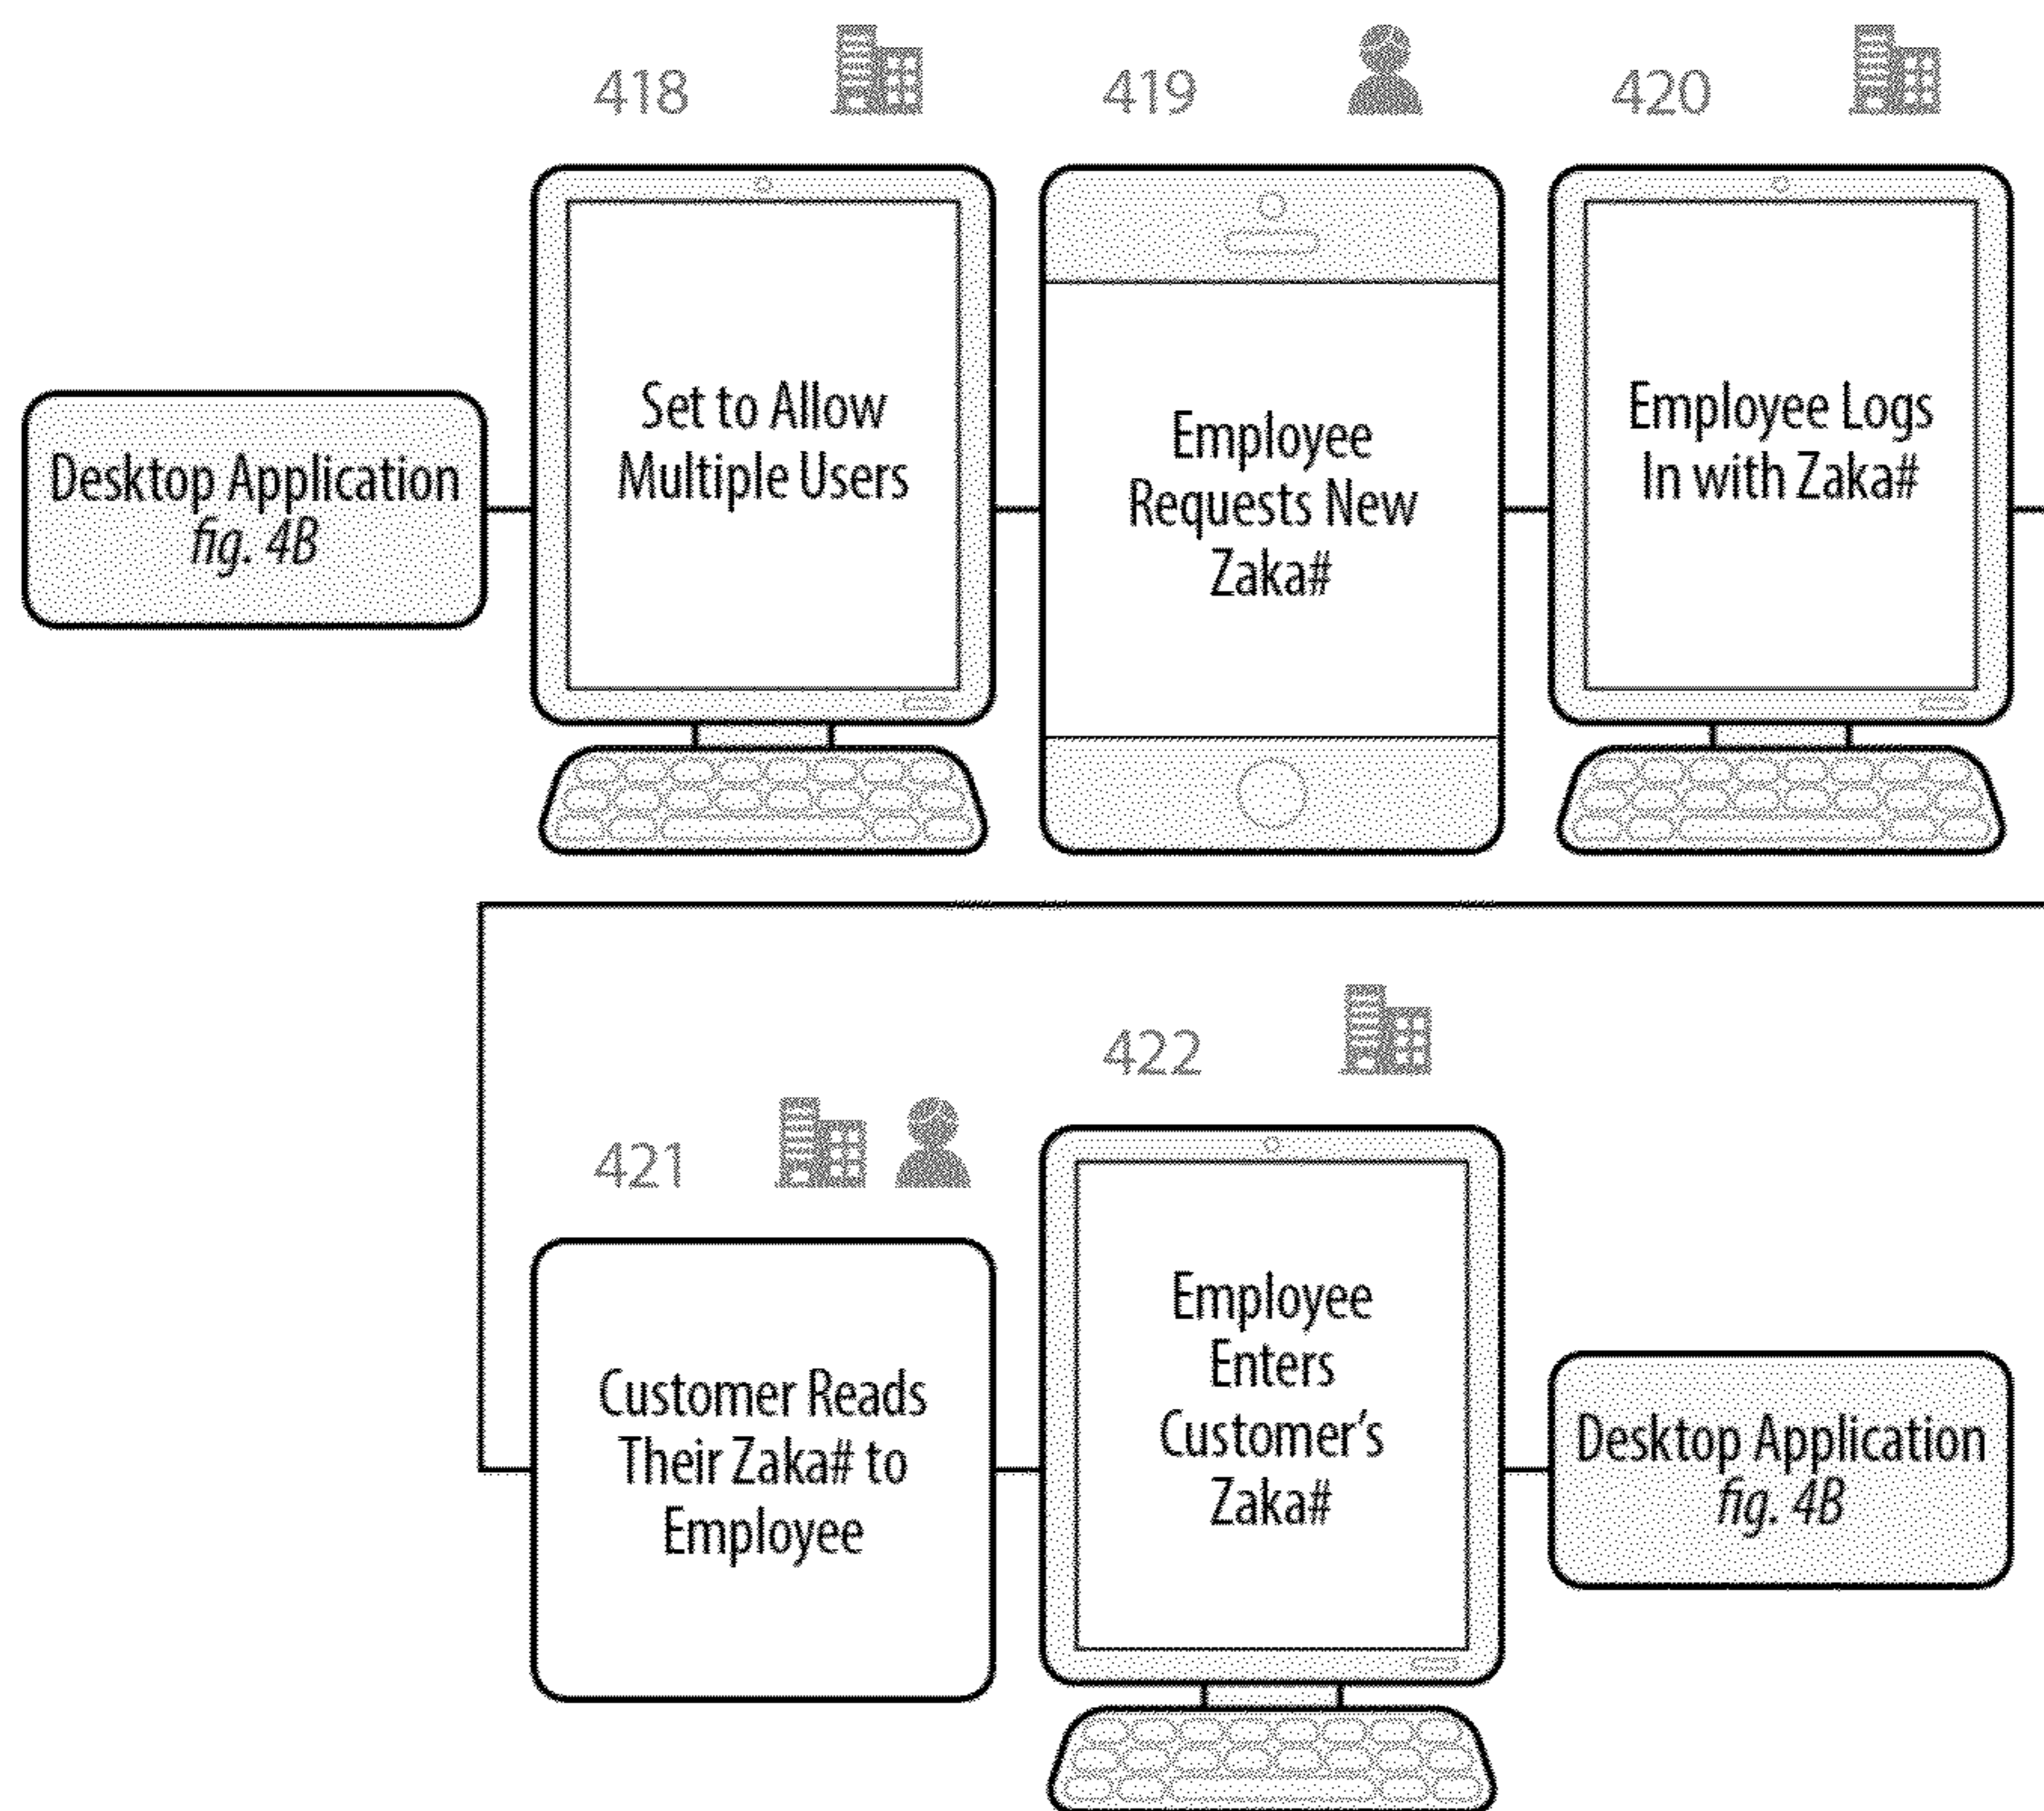 418
419
420
Desktop Application
fig. 4B
Set to Allow
Multiple Users
Employee
Requests New
Zaka#
Employee Logs
In with Zaka#
421
422
Customer Reads
Their Zaka# to
Employee
Employee
Enters
Customer's
Zaka#
Desktop Application
fig. 4B